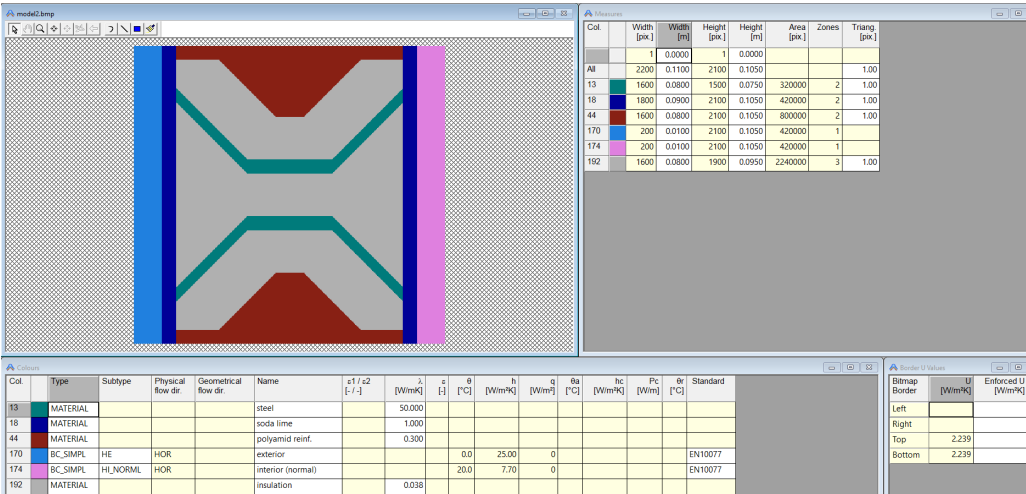 model2.bmp
Measures
Col. Width [pix.] Width [m] Height [pix.] Height [m] Area [pix.] Zones Triang. [pix.]
1 0.0000 1 0.0000
All 2200 0.1100 2100 0.1050 1.00
13 1600 0.0800 1500 0.0750 320000 2 1.00
18 1800 0.0900 2100 0.1050 420000 2 1.00
44 1600 0.0800 2100 0.1050 800000 2 1.00
170 200 0.0100 2100 0.1050 420000 1
174 200 0.0100 2100 0.1050 420000 1
192 1600 0.0800 1900 0.0950 2240000 3 1.00
Colours
Col. Type Subtype Physical flow dir. Geometrical flow dir. Name ε1 / ε2 [- / -] λ [W/mK] ε [-] θ [°C] h [W/m²K] q [W/m²] θa [°C] hc [W/m²K] Pc [W/m] θr [°C] Standard
13 MATERIAL steel 50.000
18 MATERIAL soda lime 1.000
44 MATERIAL polyamid reinf. 0.300
170 BC_SIMPL HE HOR exterior 0.0 25.00 0 EN10077
174 BC_SIMPL HI_NORML HOR interior (normal) 20.0 7.70 0 EN10077
192 MATERIAL insulation 0.038
Border U Values
Bitmap Border U [W/m²K] Enforced U [W/m²K]
Left
Right
Top 2.239
Bottom 2.239